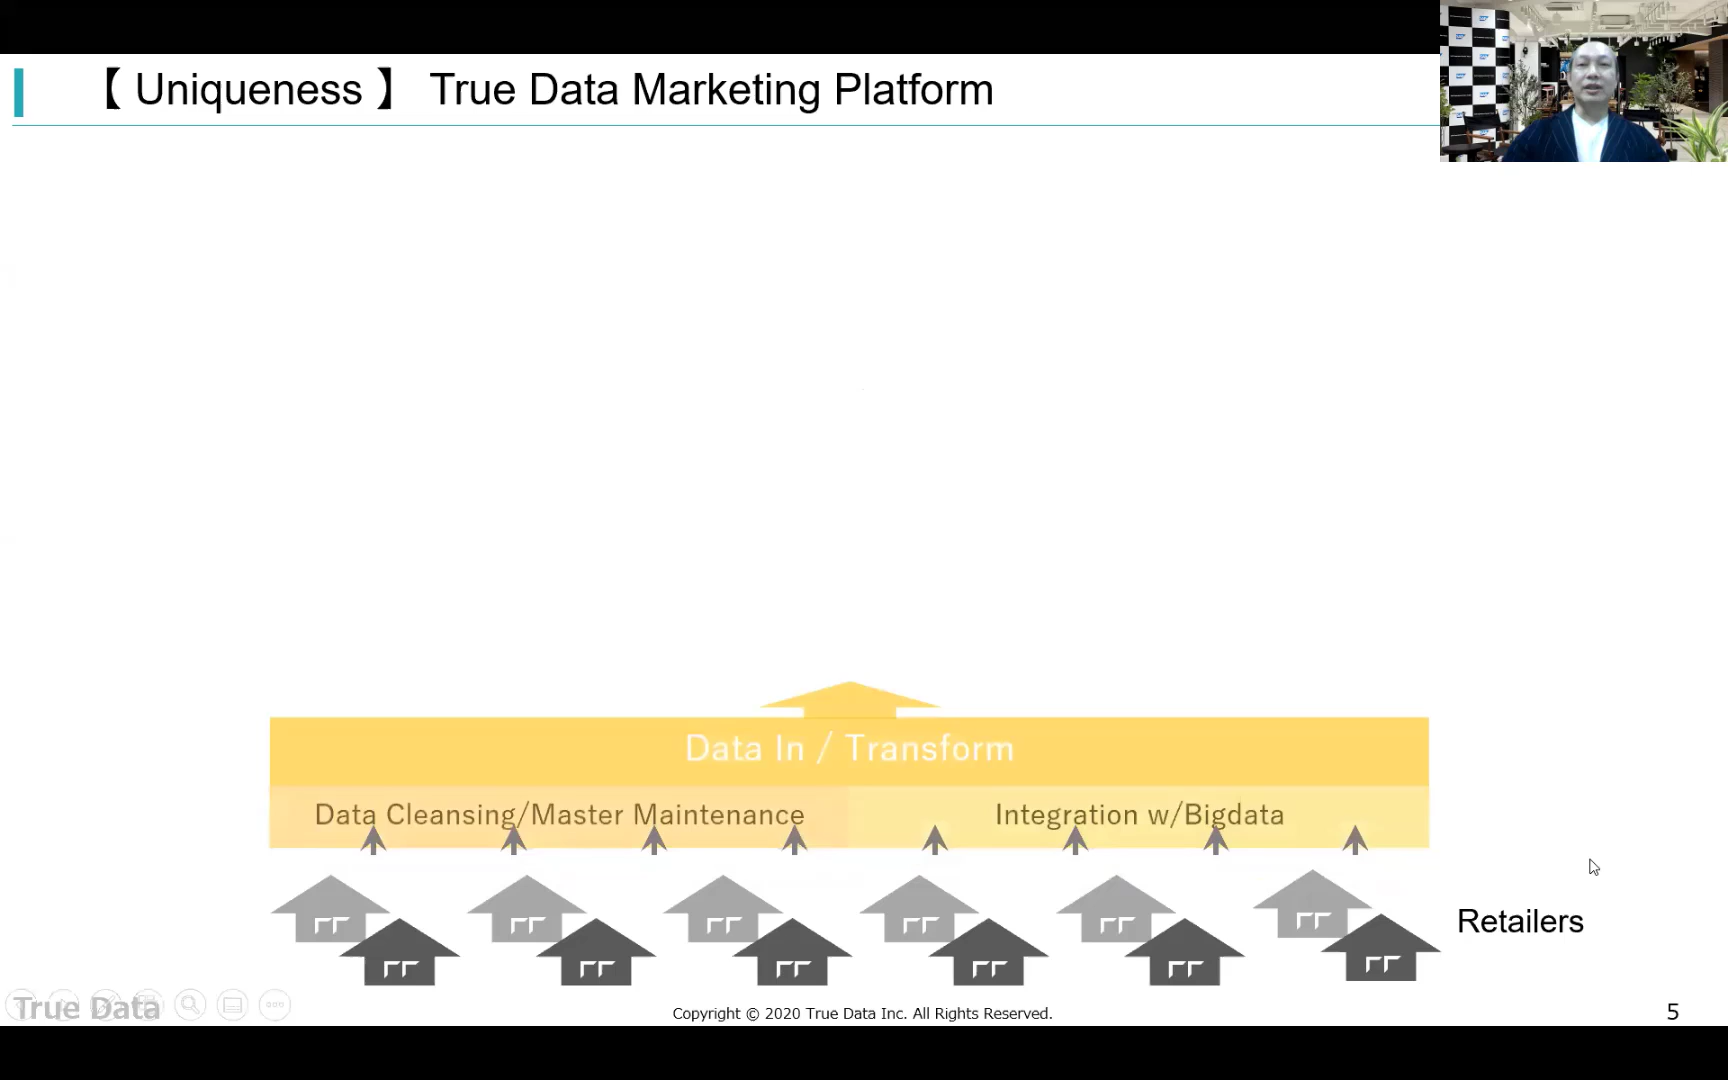 【 Uniqueness 】 True Data Marketing Platform
Data In / Transform
Data Cleansing/Master Maintenance
Integration w/Bigdata
Retailers
True Data
Copyright © 2020 True Data Inc. All Rights Reserved.
5